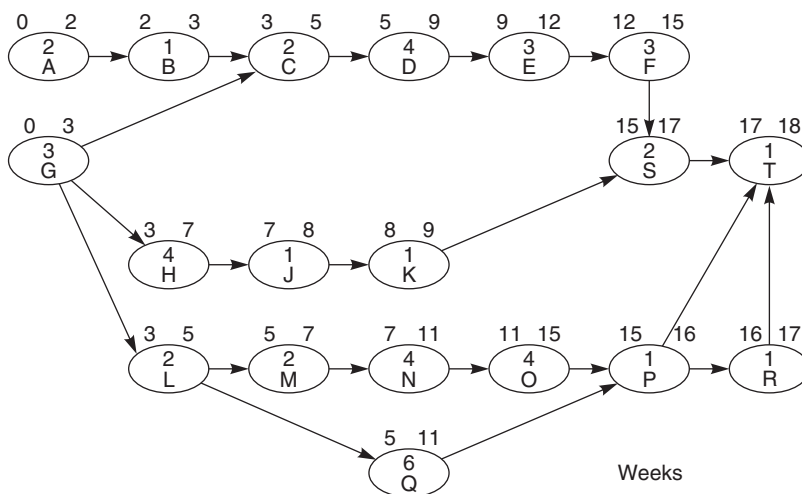 0 2 2 3 3 5 5 9 9 12 12 15
2 1 2 4 3 3
A B C D E F
0 3 15 17 17 18
3 2 1
G S T
3 7 7 8 8 9
4 1 1
H J K
3 5 5 7 7 11 11 15 15 16 16 17
2 2 4 4 1 1
L M N O P R
5 11
6
Q Weeks